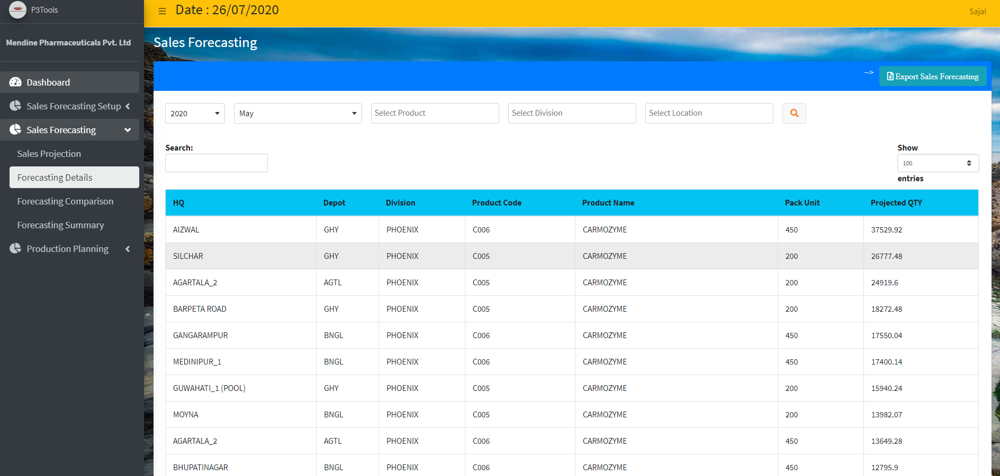 P3Tools
Mendine Pharmaceuticals Pvt. Ltd
Dashboard
Sales Forecasting Setup
Sales Forecasting
Sales Projection
Forecasting Details
Forecasting Comparison
Forecasting Summary
Production Planning
Date : 26/07/2020
Sajal
Sales Forecasting
--> Export Sales Forecasting
2020 May Select Product Select Division Select Location
Search:
Show
100
entries
HQ Depot Division Product Code Product Name Pack Unit Projected QTY
AIZWAL GHY PHOENIX C006 CARMOZYME 450 37529.92
SILCHAR GHY PHOENIX C005 CARMOZYME 200 26777.48
AGARTALA_2 AGTL PHOENIX C005 CARMOZYME 200 24919.6
BARPETA ROAD GHY PHOENIX C005 CARMOZYME 200 18272.48
GANGARAMPUR BNGL PHOENIX C006 CARMOZYME 450 17550.04
MEDINIPUR_1 BNGL PHOENIX C006 CARMOZYME 450 17400.14
GUWAHATI_1 (POOL) GHY PHOENIX C005 CARMOZYME 200 15940.24
MOYNA BNGL PHOENIX C005 CARMOZYME 200 13982.07
AGARTALA_2 AGTL PHOENIX C006 CARMOZYME 450 13649.28
BHUPATINAGAR BNGL PHOENIX C006 CARMOZYME 450 12795.9